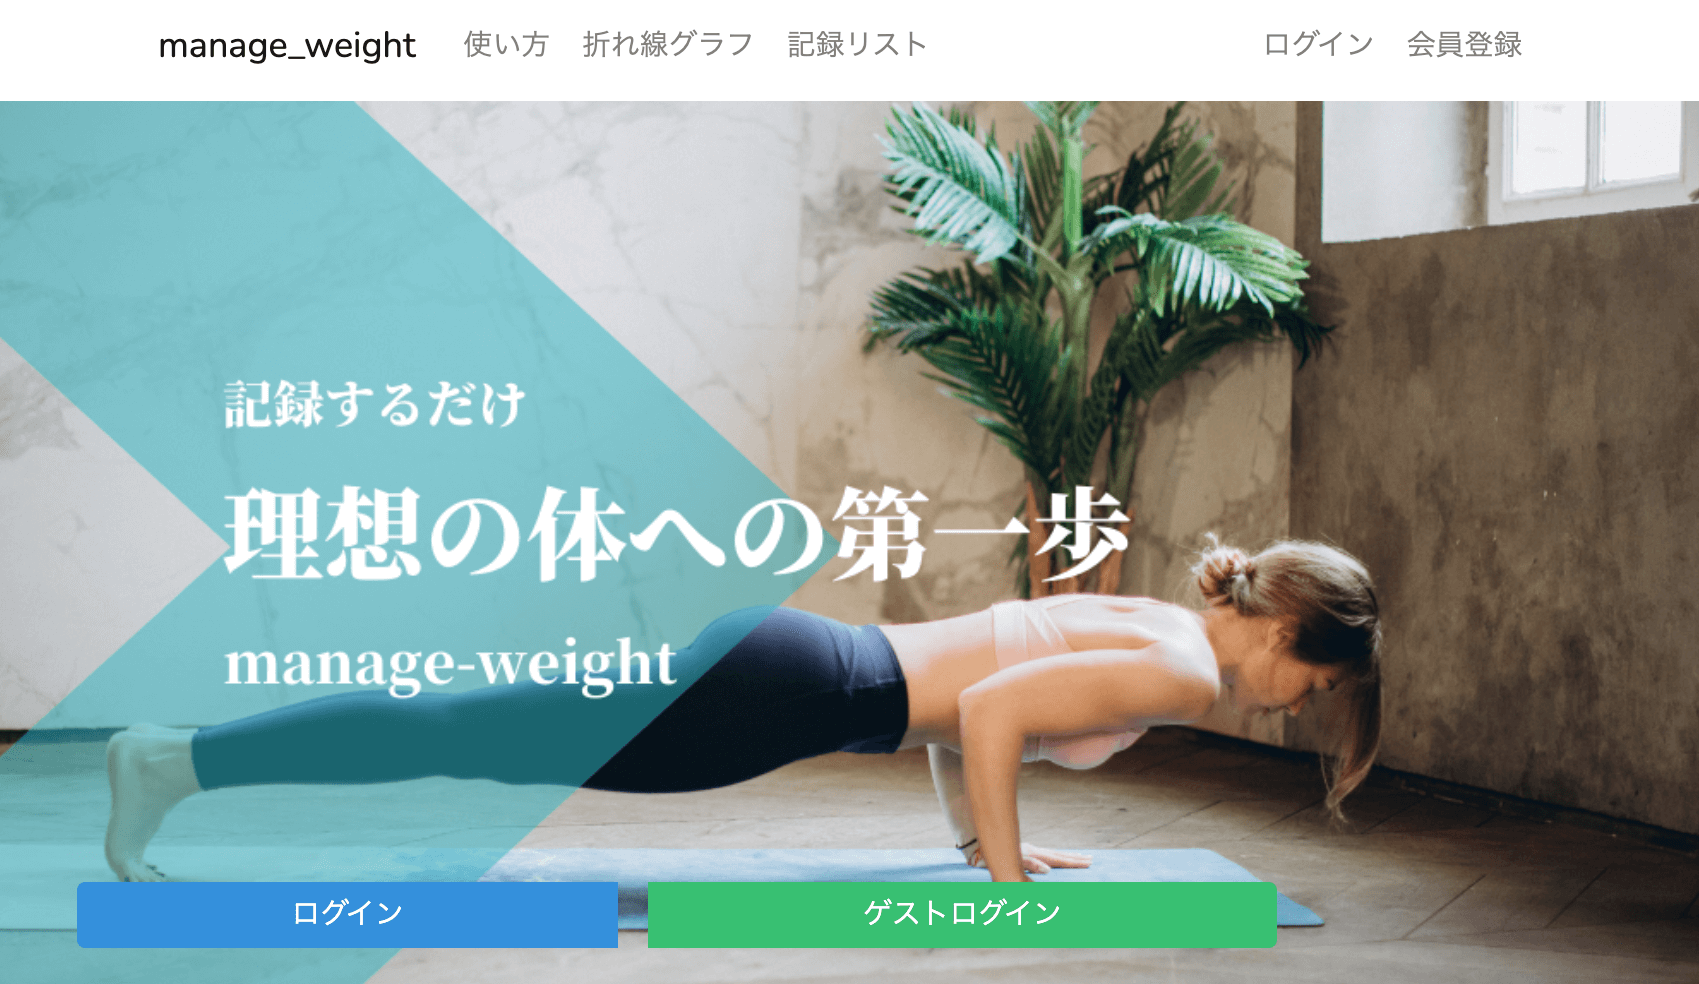 manage_weight 使い方 折れ線グラフ 記録リスト ログイン 会員登録
記録するだけ
理想の体への第一歩
manage-weight
ログイン ゲストログイン